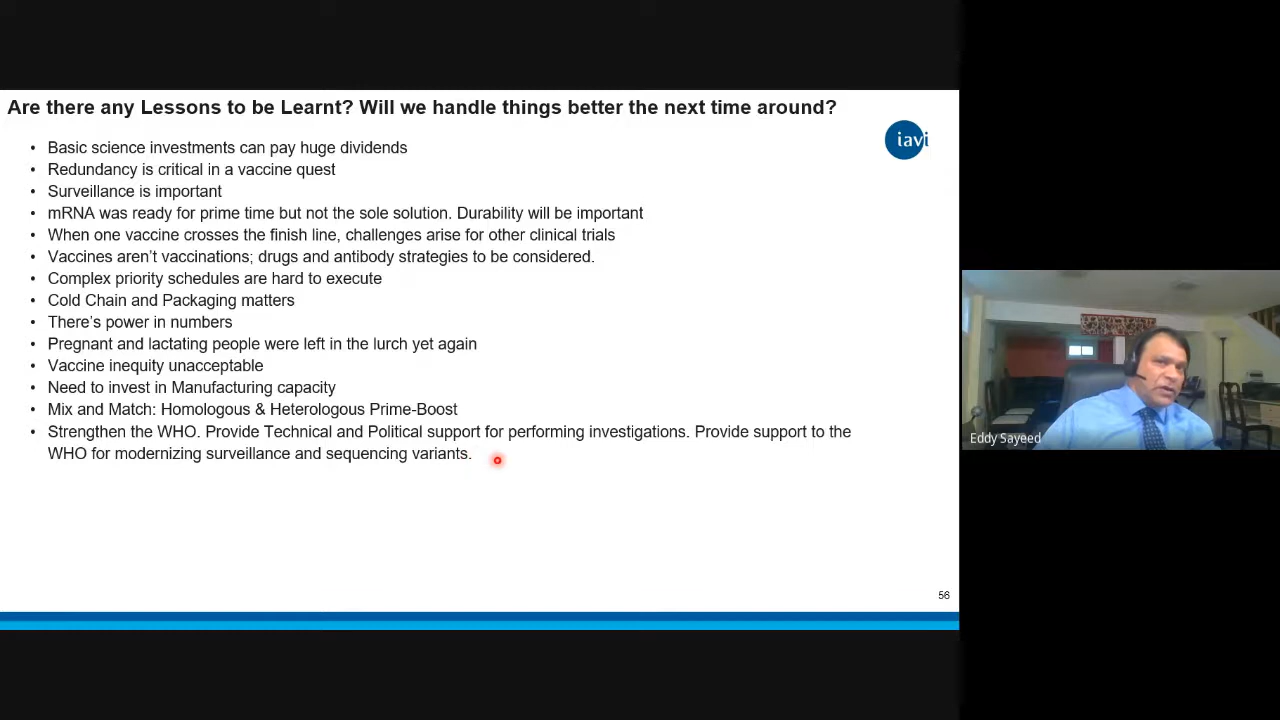 Are there any Lessons to be Learnt? Will we handle things better the next time around?
iavi
• Basic science investments can pay huge dividends
• Redundancy is critical in a vaccine quest
• Surveillance is important
• mRNA was ready for prime time but not the sole solution. Durability will be important
• When one vaccine crosses the finish line, challenges arise for other clinical trials
• Vaccines aren’t vaccinations; drugs and antibody strategies to be considered.
• Complex priority schedules are hard to execute
• Cold Chain and Packaging matters
• There’s power in numbers
• Pregnant and lactating people were left in the lurch yet again
• Vaccine inequity unacceptable
• Need to invest in Manufacturing capacity
• Mix and Match: Homologous & Heterologous Prime-Boost
• Strengthen the WHO. Provide Technical and Political support for performing investigations. Provide support to the
WHO for modernizing surveillance and sequencing variants.
56
Eddy Sayeed